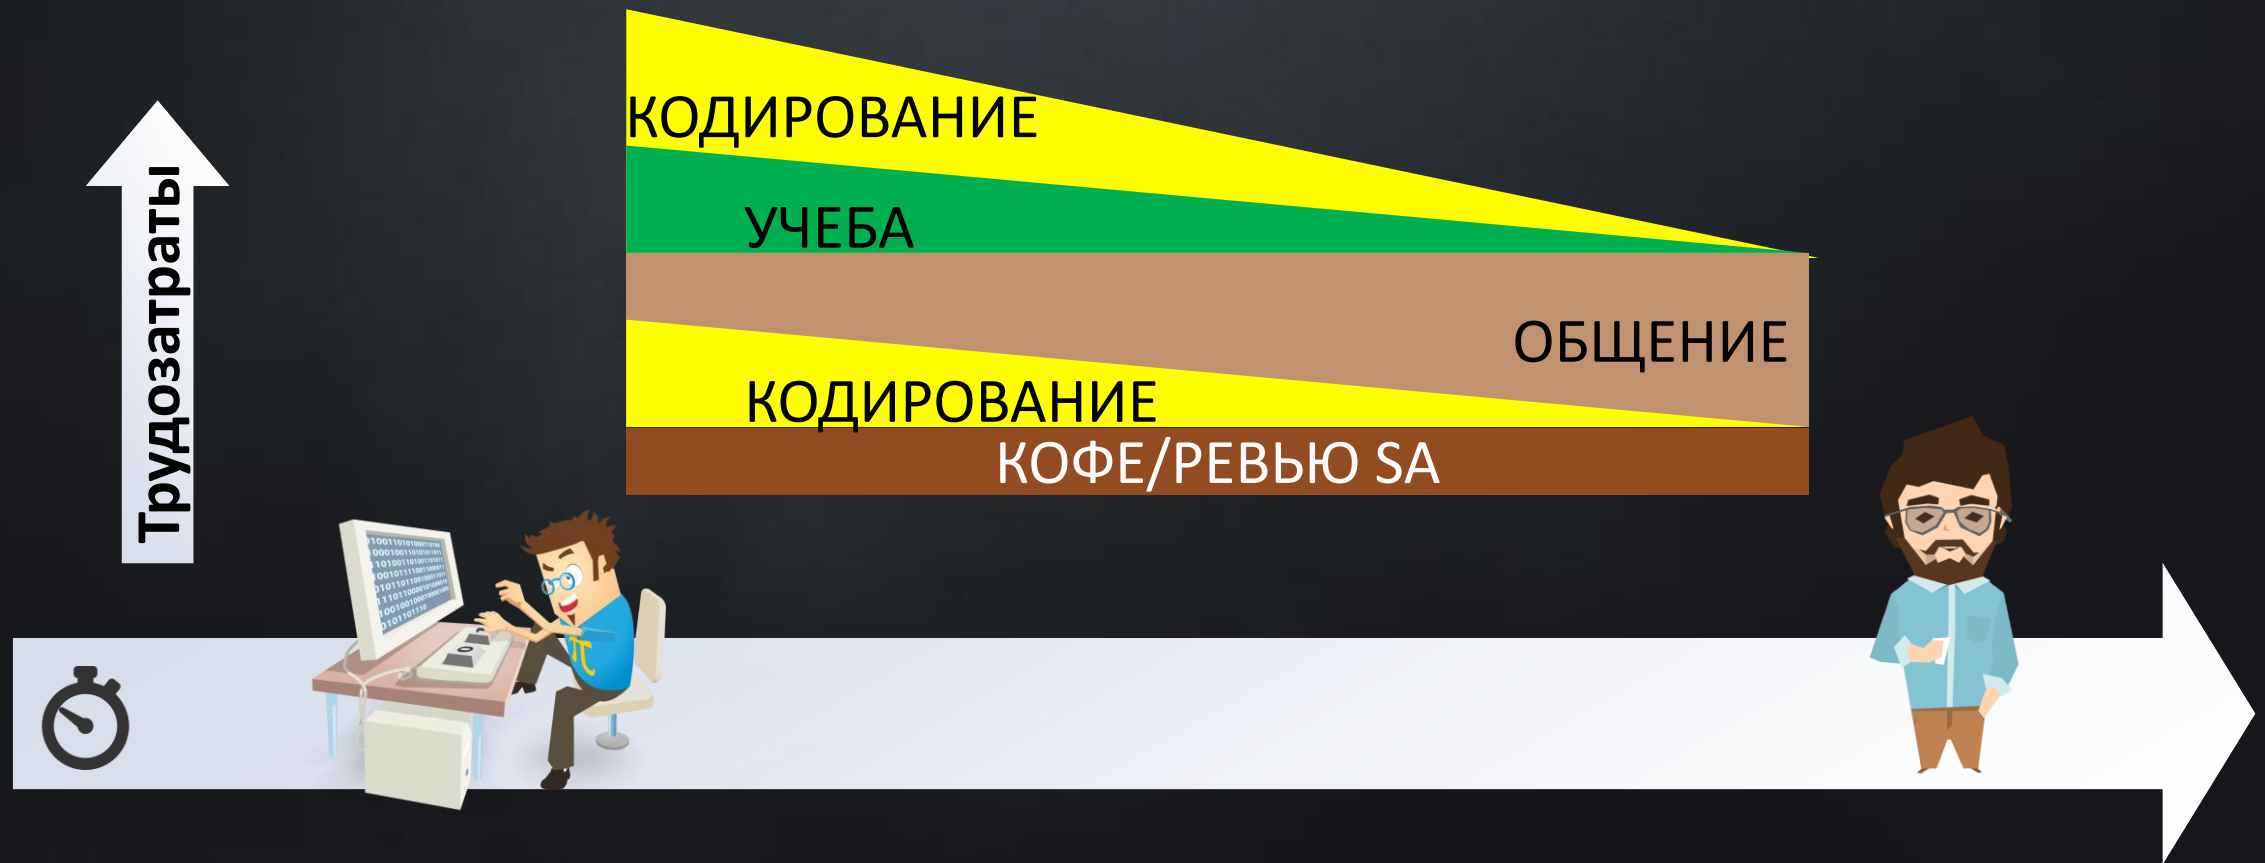 Трудозатраты
КОДИРОВАНИЕ
УЧЕБА
ОБЩЕНИЕ
КОДИРОВАНИЕ
КОФЕ/РЕВЬЮ SA